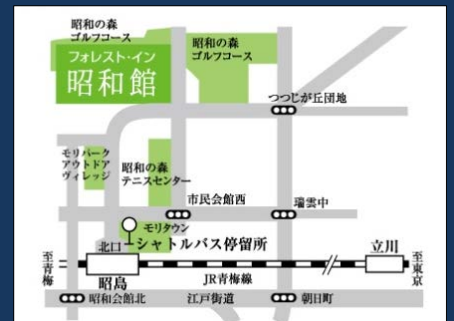 昭和の森
ゴルフコース
昭和の森
ゴルフコース
フォレスト・イン
昭和館
つつじが丘団地
モリパーク
アウトドア
ヴィレッジ
昭和の森
テニスセンター
市民会館西
瑞雲中
モリタウン
北口
シャトルバス停留所
立川
至青梅
至東京
昭島
JR青梅線
昭和会館北
江戸街道
朝日町